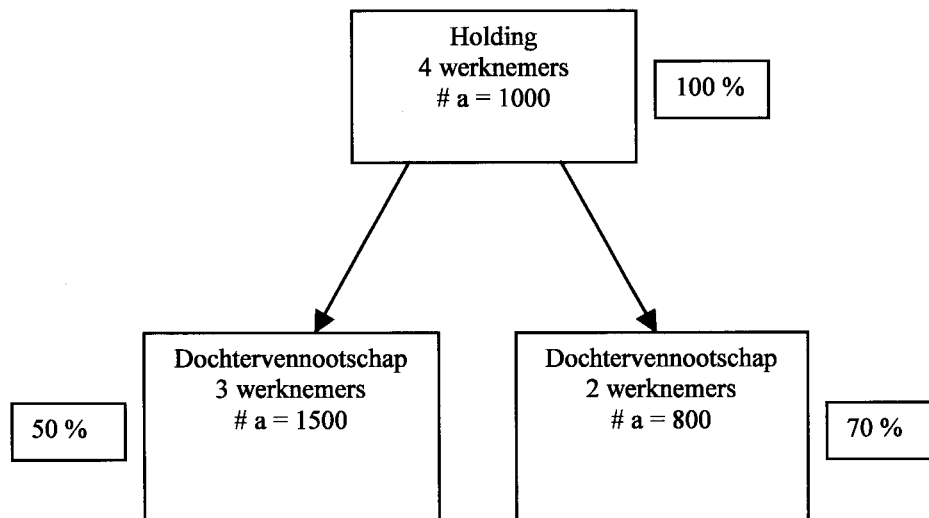 Holding
4 werknemers
# a = 1000
100 %
Dochtervennootschap
3 werknemers
# a = 1500
50 %
Dochtervennootschap
2 werknemers
# a = 800
70 %